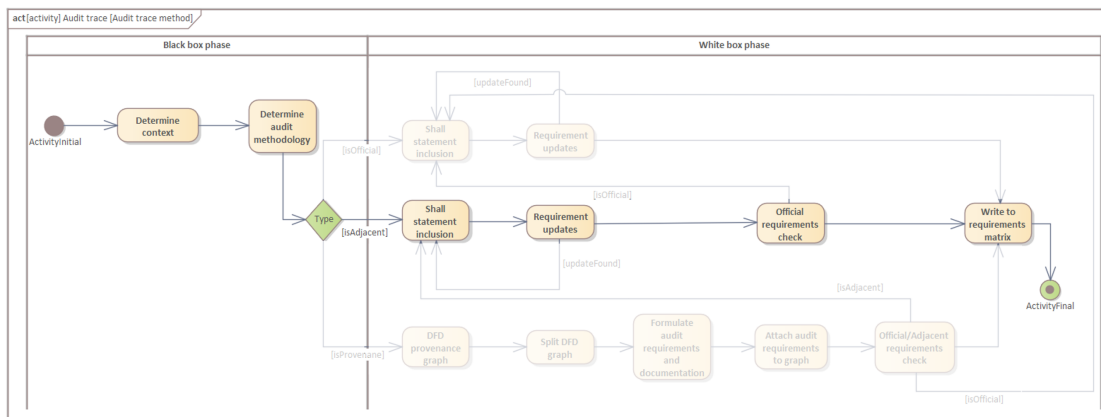 act [activity] Audit trace [Audit trace method]
Black box phase
White box phase
[updateFound]
Determine
context
Determine
audit
methodology
Shall
statement
inclusion
Requirement
updates
ActivityInitial
[isOfficial]
[isOfficial]
Type
[isAdjacent]
Shall
statement
inclusion
Requirement
updates
Official
requirements
check
Write to
requirements
matrix
[updateFound]
[isAdjacent]
ActivityFinal
[isProvenane]
DFD
provenance
graph
Split DFD
graph
Formulate
audit
requirements
and
documentation
Attach audit
requirements
to graph
Official/Adjacent
requirements
check
[isOfficial]